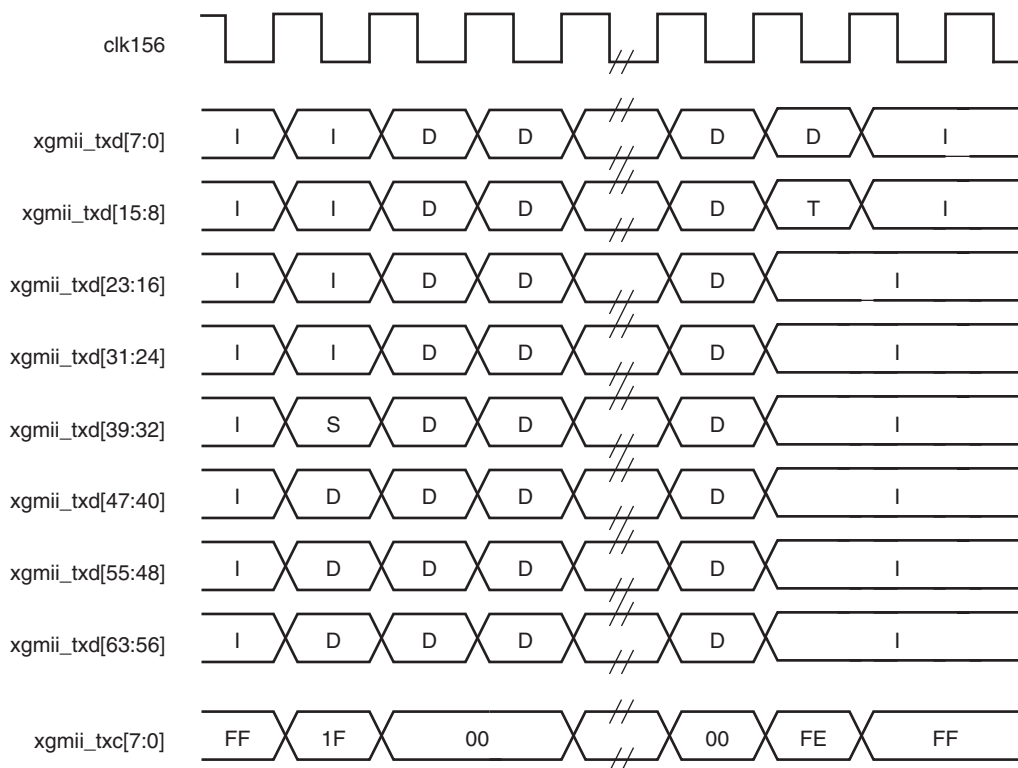 clk156
xgmii_txd[7:0] I I D D D D I
xgmii_txd[15:8] I I D D D T I
xgmii_txd[23:16] I I D D D I
xgmii_txd[31:24] I I D D D I
xgmii_txd[39:32] I S D D D I
xgmii_txd[47:40] I D D D D I
xgmii_txd[55:48] I D D D D I
xgmii_txd[63:56] I D D D D I
xgmii_txc[7:0] FF 1F 00 00 FE FF